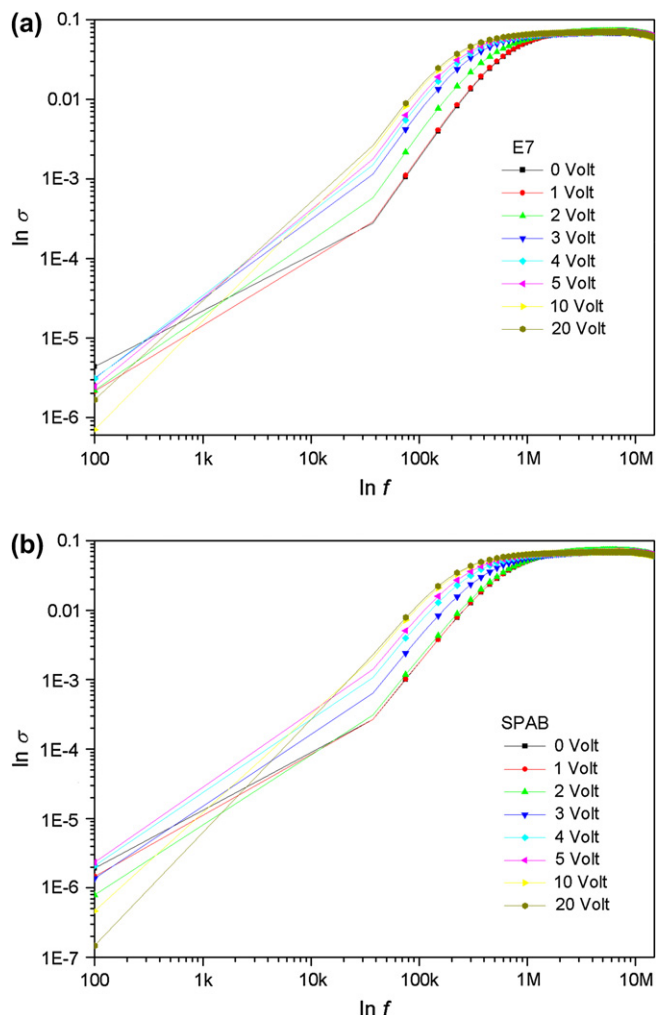 (a)
0.1
0.01
1E-3
1E-4
1E-5
1E-6
ln σ
E7
0 Volt
1 Volt
2 Volt
3 Volt
4 Volt
5 Volt
10 Volt
20 Volt
100 1k 10k 100k 1M 10M
ln f
(b)
0.1
0.01
1E-3
1E-4
1E-5
1E-6
1E-7
ln σ
SPAB
0 Volt
1 Volt
2 Volt
3 Volt
4 Volt
5 Volt
10 Volt
20 Volt
100 1k 10k 100k 1M 10M
ln f